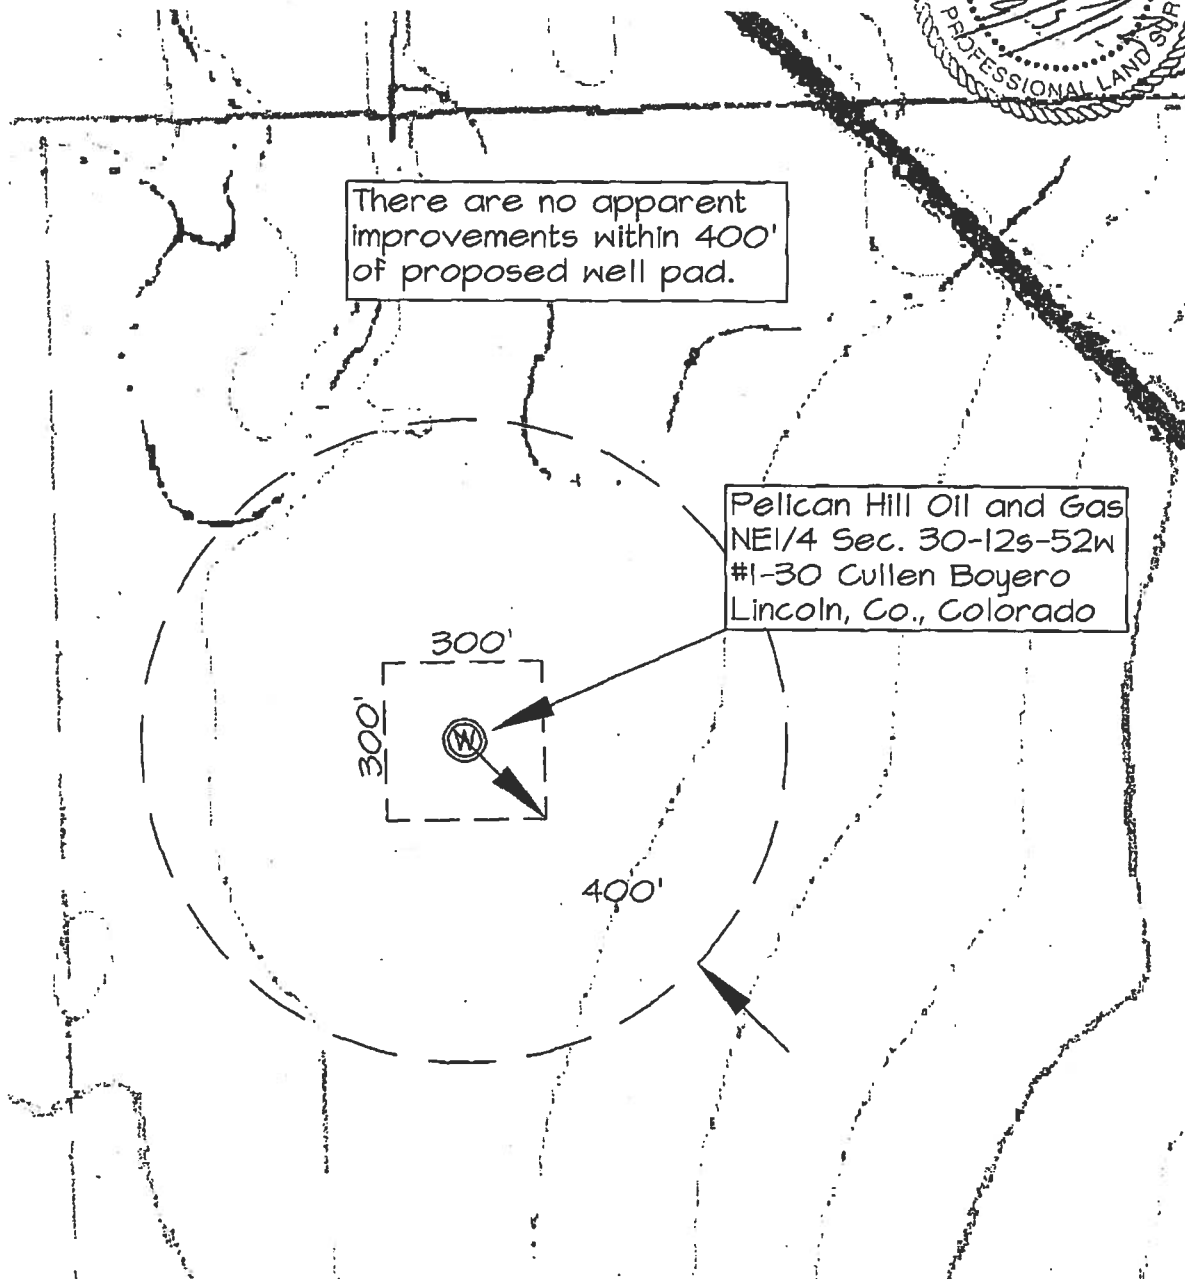 PROFESSIONAL LAND SUR
There are no apparent
improvements within 400'
of proposed well pad.
Pelican Hill Oil and Gas
NE1/4 Sec. 30-12s-52w
#1-30 Cullen Boyero
Lincoln, Co., Colorado
300'
300'
W
400'